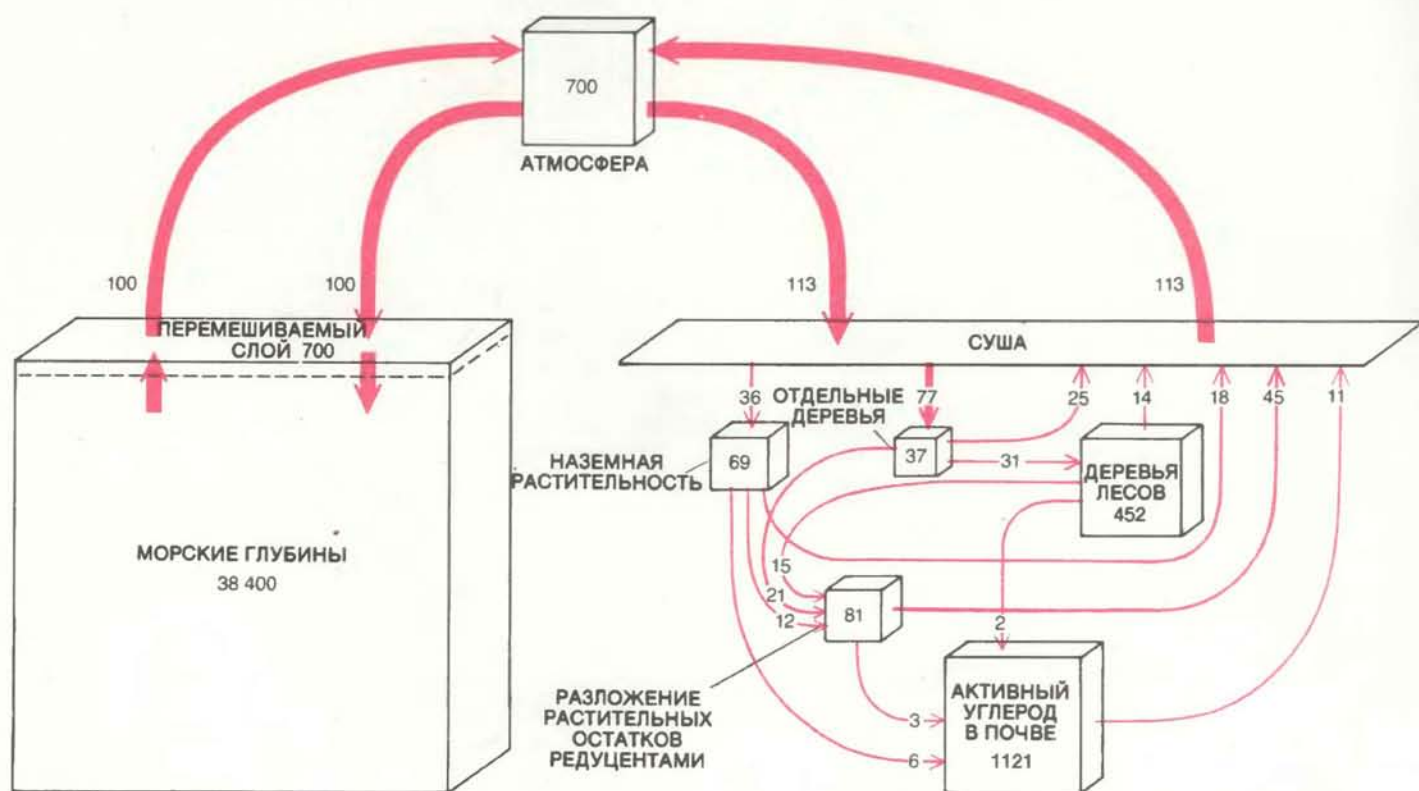 700
АТМОСФЕРА
100
100
113
113
ПЕРЕМЕШИВАЕМЫЙ
СЛОЙ 700
СУША
36
ОТДЕЛЬНЫЕ
ДЕРЕВЬЯ
77
25
14
18
45
11
НАЗЕМНАЯ
РАСТИТЕЛЬНОСТЬ
69
37
31
ДЕРЕВЬЯ
ЛЕСОВ
452
МОРСКИЕ ГЛУБИНЫ
38 400
15
21
12
81
2
РАЗЛОЖЕНИЕ
РАСТИТЕЛЬНЫХ
ОСТАТКОВ
РЕДУЦЕНТАМИ
3
6
АКТИВНЫЙ
УГЛЕРОД
В ПОЧВЕ
1121